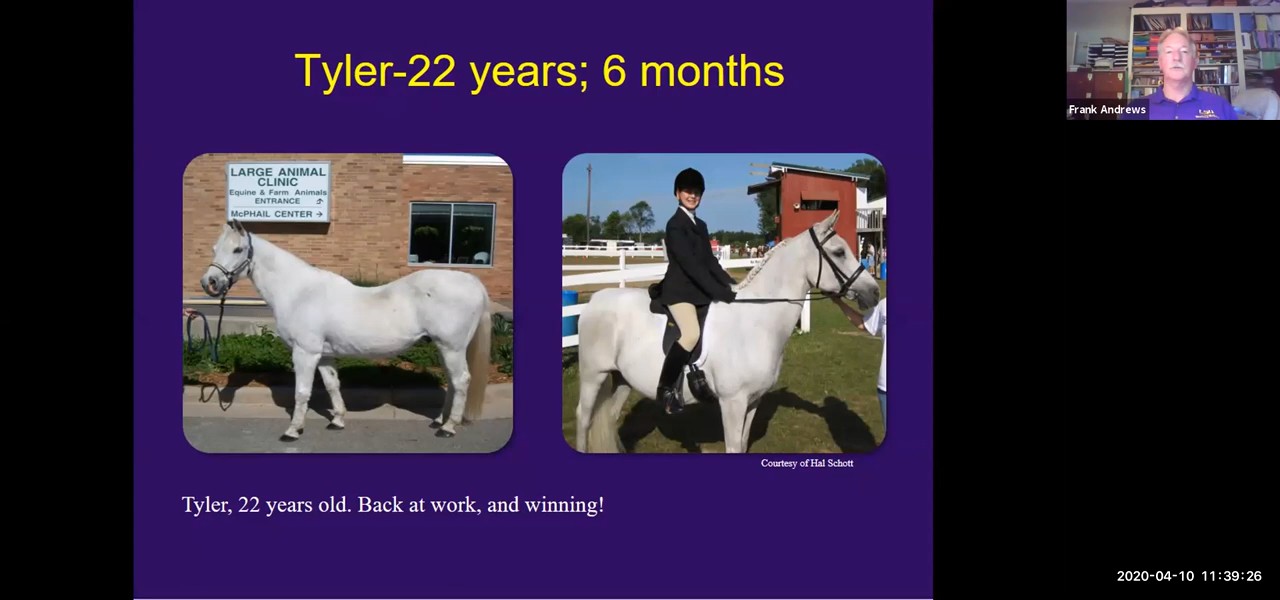 Tyler-22 years; 6 months
Frank Andrews
LARGE ANIMAL
CLINIC
Equine & Farm Animals
ENTRANCE
McPHAIL CENTER →
Courtesy of Hal Schott
Tyler, 22 years old. Back at work, and winning!
2020-04-10 11:39:26